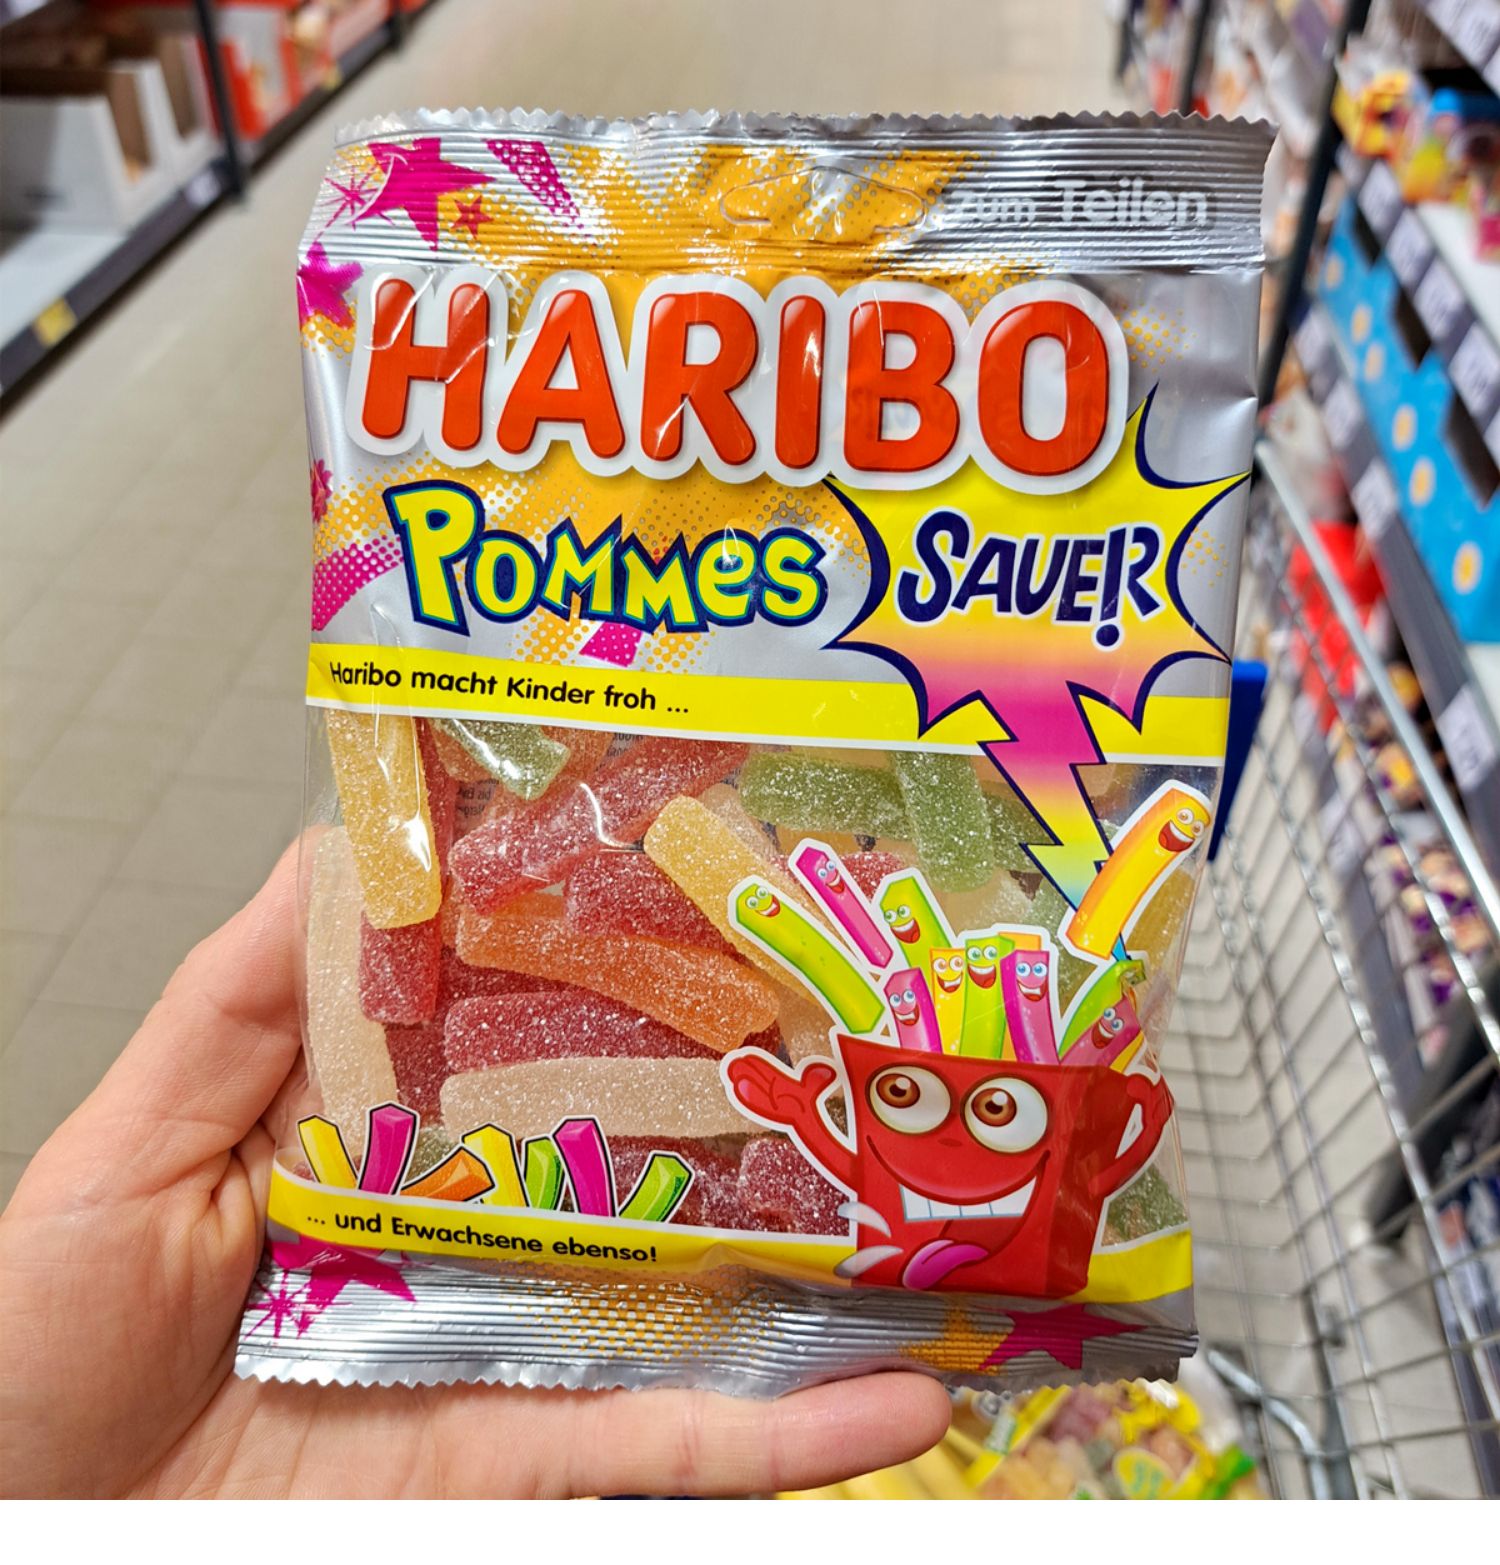 zum Teilen
HARIBO
POMMES
SAUER!
Haribo macht Kinder froh ...
... und Erwachsene ebenso!